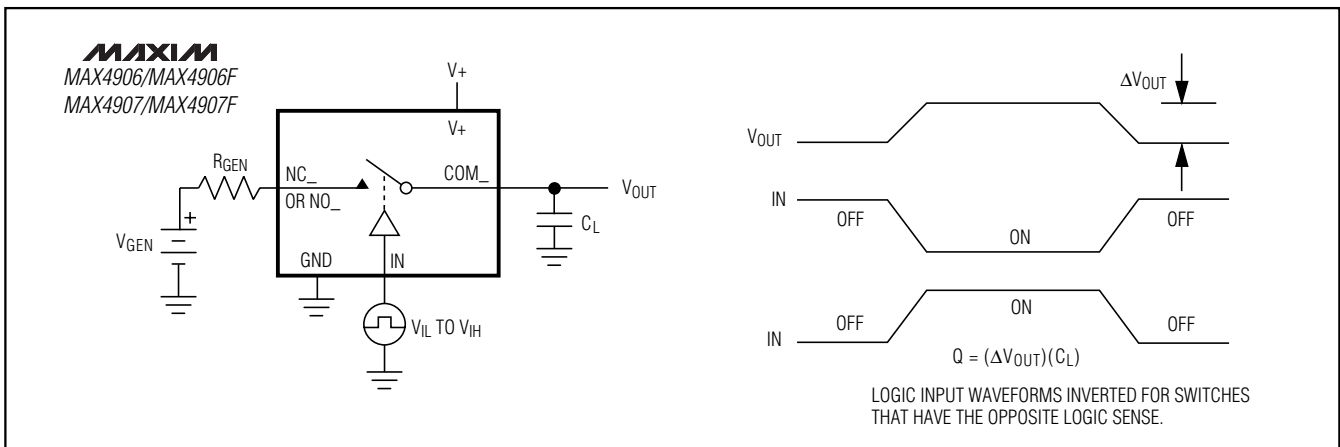 MAXIM
MAX4906/MAX4906F
MAX4907/MAX4907F
V+
V+
RGEN
NC_
OR NO_
COM_
VOUT
CL
VGEN
+
GND
IN
VIL TO VIH
ΔVOUT
VOUT
IN
OFF
ON
OFF
IN
OFF
ON
OFF
Q = (ΔVOUT)(CL)
LOGIC INPUT WAVEFORMS INVERTED FOR SWITCHES
THAT HAVE THE OPPOSITE LOGIC SENSE.